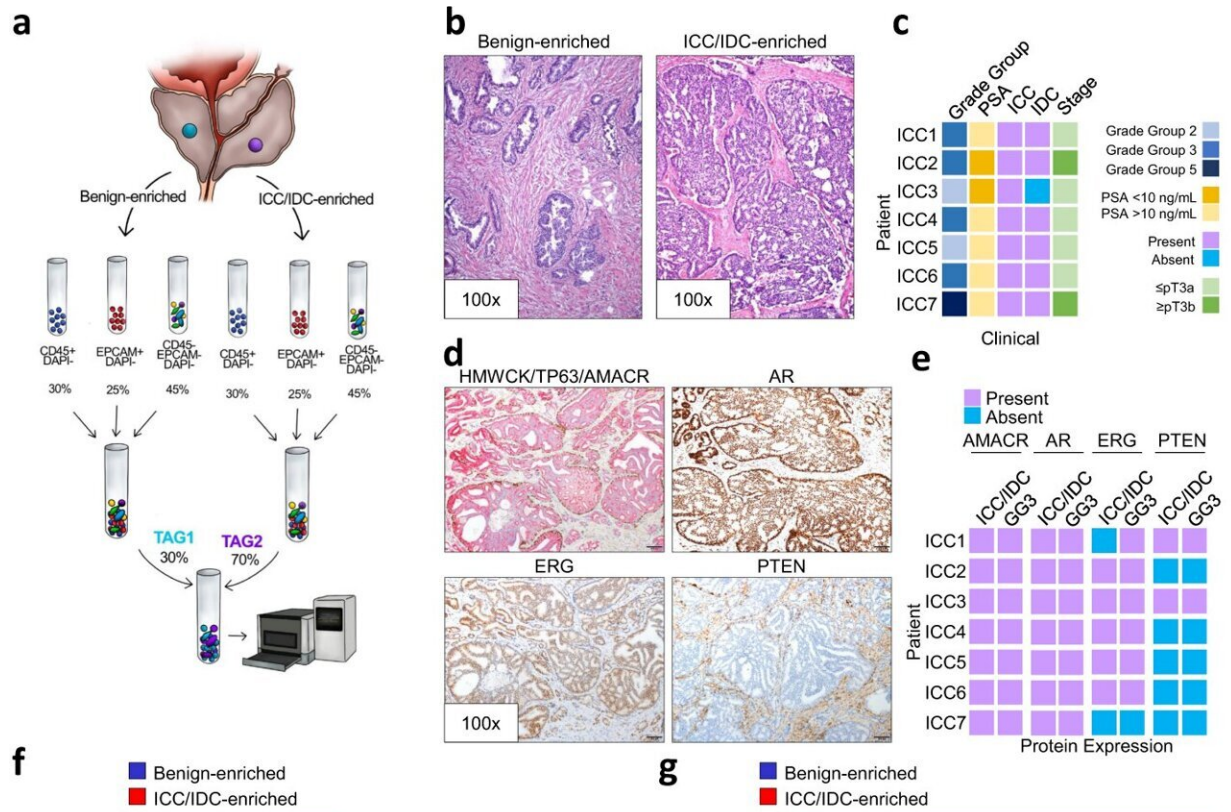 a
Benign-enriched
ICC/IDC-enriched
CD45+
DAPI-
EPCAM+
DAPI-
CD45-
EPCAM-
DAPI-
CD45+
DAPI-
EPCAM+
DAPI-
CD45-
EPCAM-
DAPI-
30%
25%
45%
30%
25%
45%
TAG1
30%
TAG2
70%
b
Benign-enriched
ICC/IDC-enriched
100x
100x
c
Grade Group
PSA
ICC
IDC
Stage
Patient
ICC1
ICC2
ICC3
ICC4
ICC5
ICC6
ICC7
Clinical
Grade Group 2
Grade Group 3
Grade Group 5
PSA <10 ng/mL
PSA >10 ng/mL
Present
Absent
≤pT3a
≥pT3b
d
HMWCK/TP63/AMACR
AR
ERG
PTEN
100x
e
Present
Absent
AMACR
AR
ERG
PTEN
ICC/IDC
GG3
ICC/IDC
GG3
ICC/IDC
GG3
ICC/IDC
GG3
Patient
ICC1
ICC2
ICC3
ICC4
ICC5
ICC6
ICC7
Protein Expression
f
Benign-enriched
ICC/IDC-enriched
g
Benign-enriched
ICC/IDC-enriched